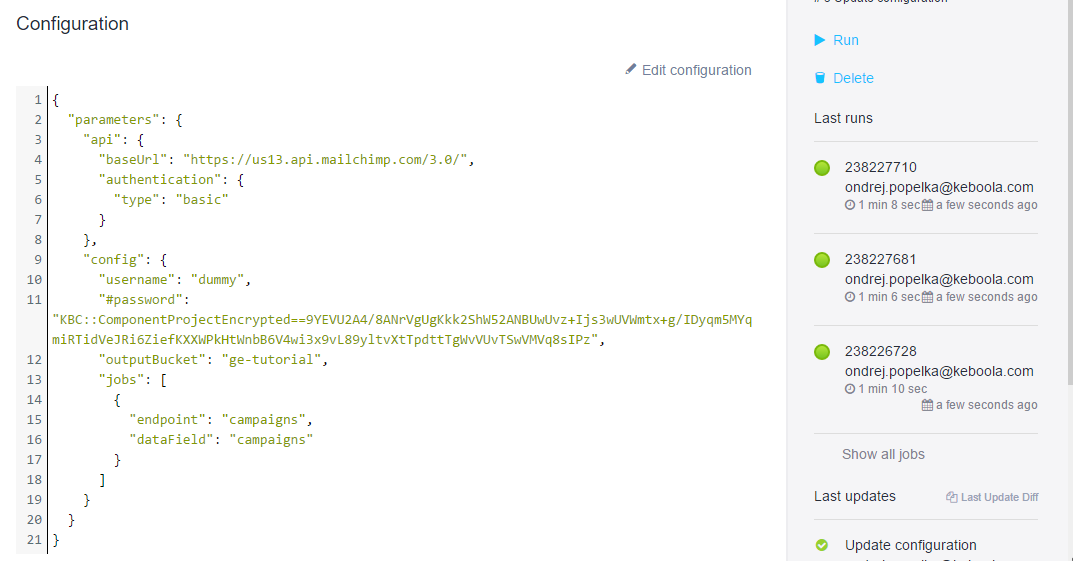 Configuration
Edit configuration
1 {
2 "parameters": {
3 "api": {
4 "baseUrl": "https://us13.api.mailchimp.com/3.0/",
5 "authentication": {
6 "type": "basic"
7 }
8 },
9 "config": {
10 "username": "dummy",
11 "#password":
"KBC::ComponentProjectEncrypted==9YEVU2A4/8ANrVgUgKkk2ShW52ANBUwUvz+Ijs3wUVWmtx+g/IDyqm5MYq
miRTidVeJRi6ZiefKXXWPkHtWnbB6V4wi3x9vL89yltvXtTpdttTgWvVUvTSwVMVq8sIPz",
12 "outputBucket": "ge-tutorial",
13 "jobs": [
14 {
15 "endpoint": "campaigns",
16 "dataField": "campaigns"
17 }
18 ]
19 }
20 }
21 }
Update configuration
Run
Delete
Last runs
238227710
ondrej.popelka@keboola.com
1 min 8 sec a few seconds ago
238227681
ondrej.popelka@keboola.com
1 min 6 sec a few seconds ago
238226728
ondrej.popelka@keboola.com
1 min 10 sec
a few seconds ago
Show all jobs
Last updates Last Update Diff
Update configuration